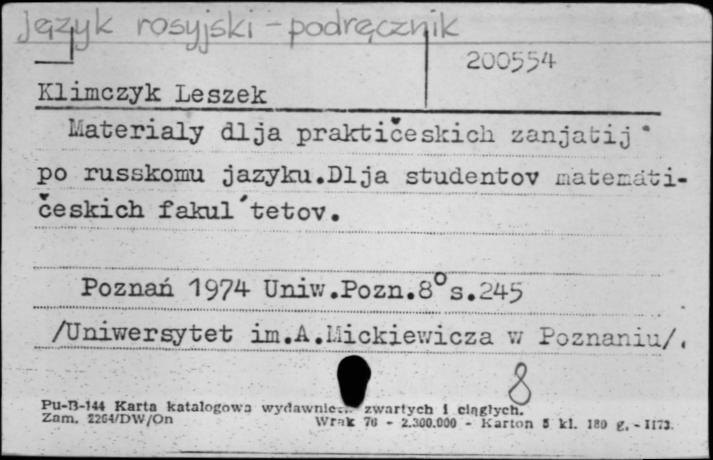 język rosyjski - podręcznik
200554
Klimczyk Leszek
Materialy dlja praktičeskich zanjatij
po russkomu jazyku.Dlja studentov matemati-
českich fakul´tetov.
Poznań 1974 Uniw.Pozn.8° s.245
/Uniwersytet im.A.Mickiewicza w Poznaniu/.
8
Pu-B-144 Karta katalogowa zwartych i ciągłych.
Zam. 2264/DW/On Wrak 76 - 2.300.000 - Karton 5 kl. 180 g. - 1173.